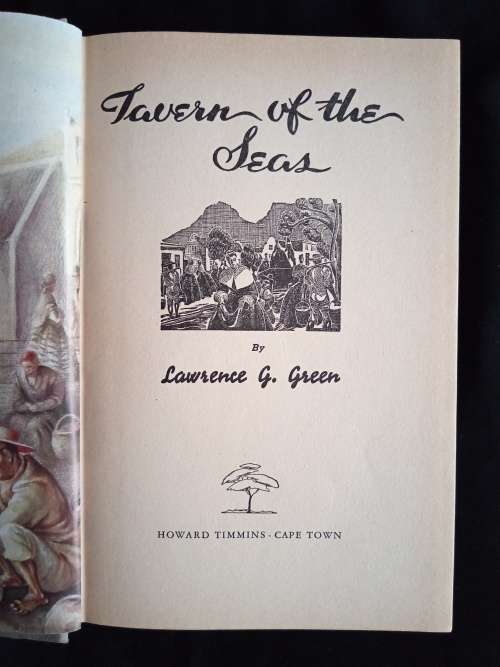 Tavern of the
Seas
By
Lawrence G. Green
HOWARD TIMMINS · CAPE TOWN